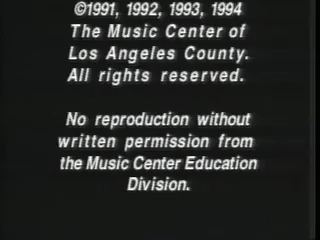 ©1991, 1992, 1993, 1994
The Music Center of
Los Angeles County.
All rights reserved.
No reproduction without
written permission from
the Music Center Education
Division.